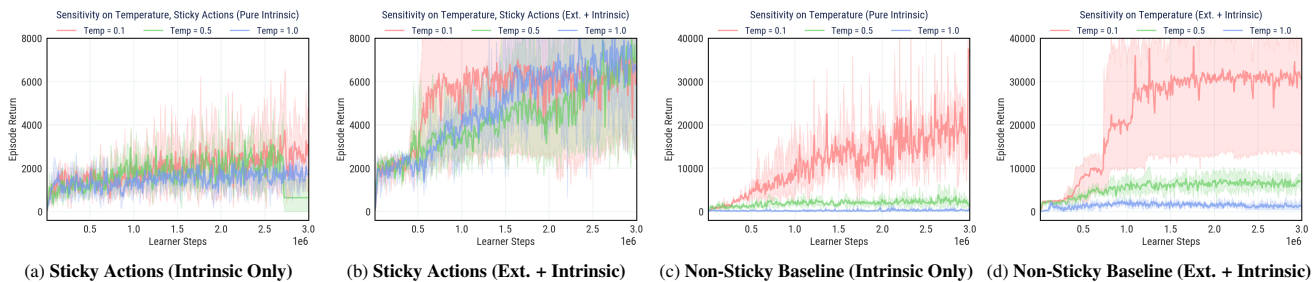 Sensitivity on Temperature, Sticky Actions (Pure Intrinsic)
Temp = 0.1 Temp = 0.5 Temp = 1.0
8000
6000
4000
2000
0
Episode Return
0.5 1.0 1.5 2.0 2.5 3.0
Learner Steps
1e6
(a) Sticky Actions (Intrinsic Only)
Sensitivity on Temperature, Sticky Actions (Ext. + Intrinsic)
Temp = 0.1 Temp = 0.5 Temp = 1.0
8000
6000
4000
2000
0
Episode Return
0.5 1.0 1.5 2.0 2.5 3.0
Learner Steps
1e6
(b) Sticky Actions (Ext. + Intrinsic)
Sensitivity on Temperature (Pure Intrinsic)
Temp = 0.1 Temp = 0.5 Temp = 1.0
40000
30000
20000
10000
0
Episode Return
0.5 1.0 1.5 2.0 2.5 3.0
Learner Steps
1e6
(c) Non-Sticky Baseline (Intrinsic Only)
Sensitivity on Temperature (Ext. + Intrinsic)
Temp = 0.1 Temp = 0.5 Temp = 1.0
40000
30000
20000
10000
0
Episode Return
0.5 1.0 1.5 2.0 2.5 3.0
Learner Steps
1e6
(d) Non-Sticky Baseline (Ext. + Intrinsic)